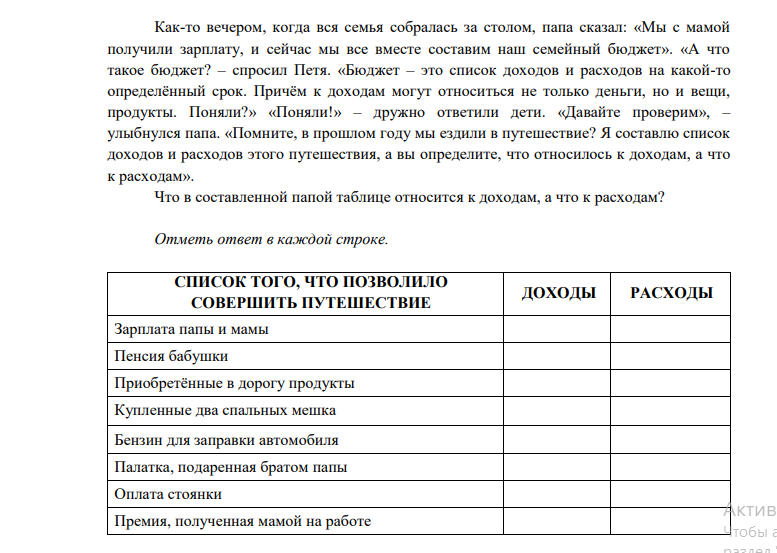 Как-то вечером, когда вся семья собралась за столом, папа сказал: «Мы с мамой
получили зарплату, и сейчас мы все вместе составим наш семейный бюджет». «А что
такое бюджет? – спросил Петя. «Бюджет – это список доходов и расходов на какой-то
определённый срок. Причём к доходам могут относиться не только деньги, но и вещи,
продукты. Поняли?» «Поняли!» – дружно ответили дети. «Давайте проверим», –
улыбнулся папа. «Помните, в прошлом году мы ездили в путешествие? Я составлю список
доходов и расходов этого путешествия, а вы определите, что относилось к доходам, а что
к расходам».
Что в составленной папой таблице относится к доходам, а что к расходам?
Отметь ответ в каждой строке.
СПИСОК ТОГО, ЧТО ПОЗВОЛИЛО
СОВЕРШИТЬ ПУТЕШЕСТВИЕ
ДОХОДЫ
РАСХОДЫ
Зарплата папы и мамы
Пенсия бабушки
Приобретённые в дорогу продукты
Купленные два спальных мешка
Бензин для заправки автомобиля
Палатка, подаренная братом папы
Оплата стоянки
Премия, полученная мамой на работе
Актив
Чтобы а